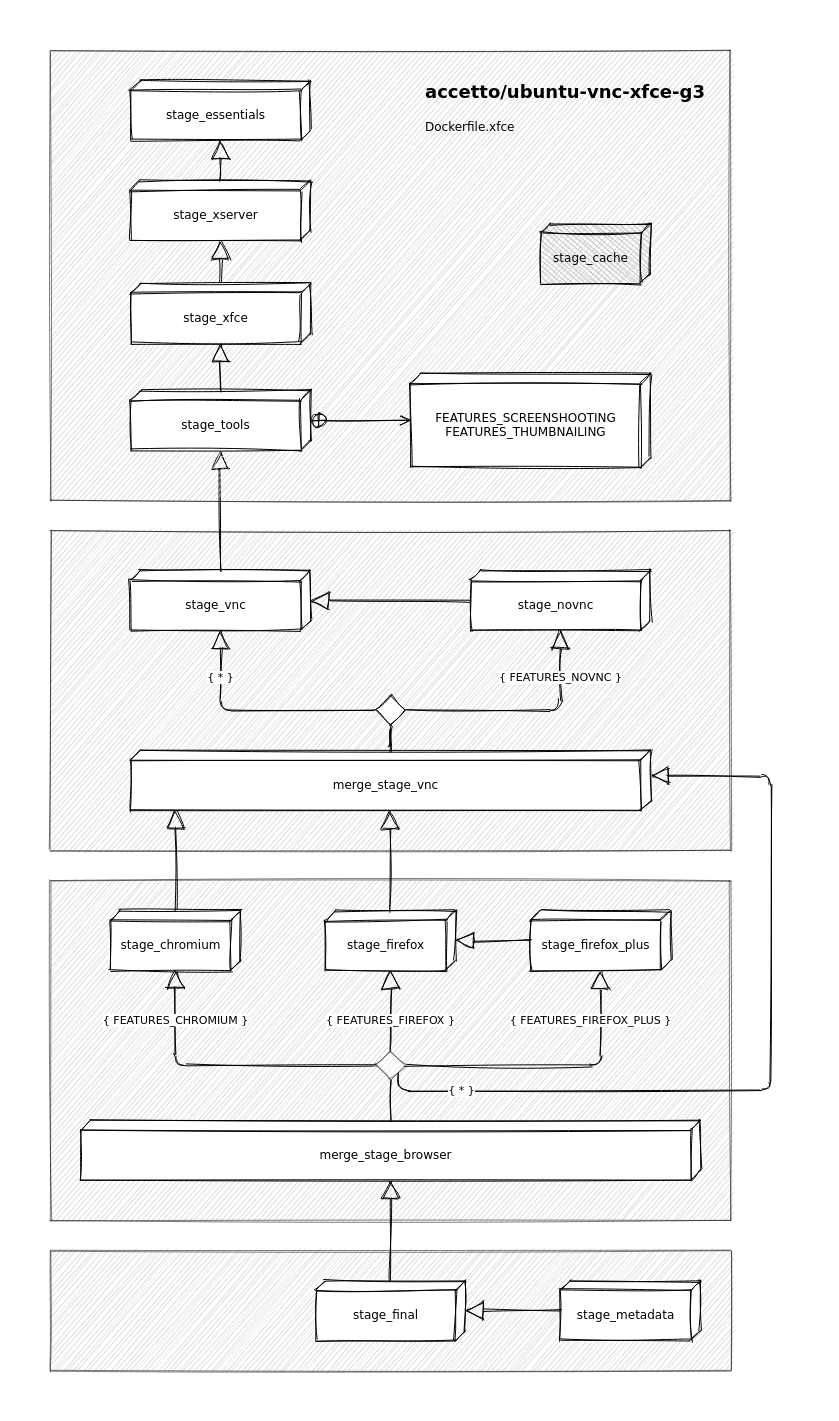 accetto/ubuntu-vnc-xfce-g3
Dockerfile.xfce
stage_essentials
stage_xserver
stage_cache
stage_xfce
stage_tools
FEATURES_SCREENSHOOTING
FEATURES_THUMBNAILING
stage_vnc
stage_novnc
{ * }
{ FEATURES_NOVNC }
merge_stage_vnc
stage_chromium
stage_firefox
stage_firefox_plus
{ FEATURES_CHROMIUM }
{ FEATURES_FIREFOX }
{ FEATURES_FIREFOX_PLUS }
{ * }
merge_stage_browser
stage_final
stage_metadata